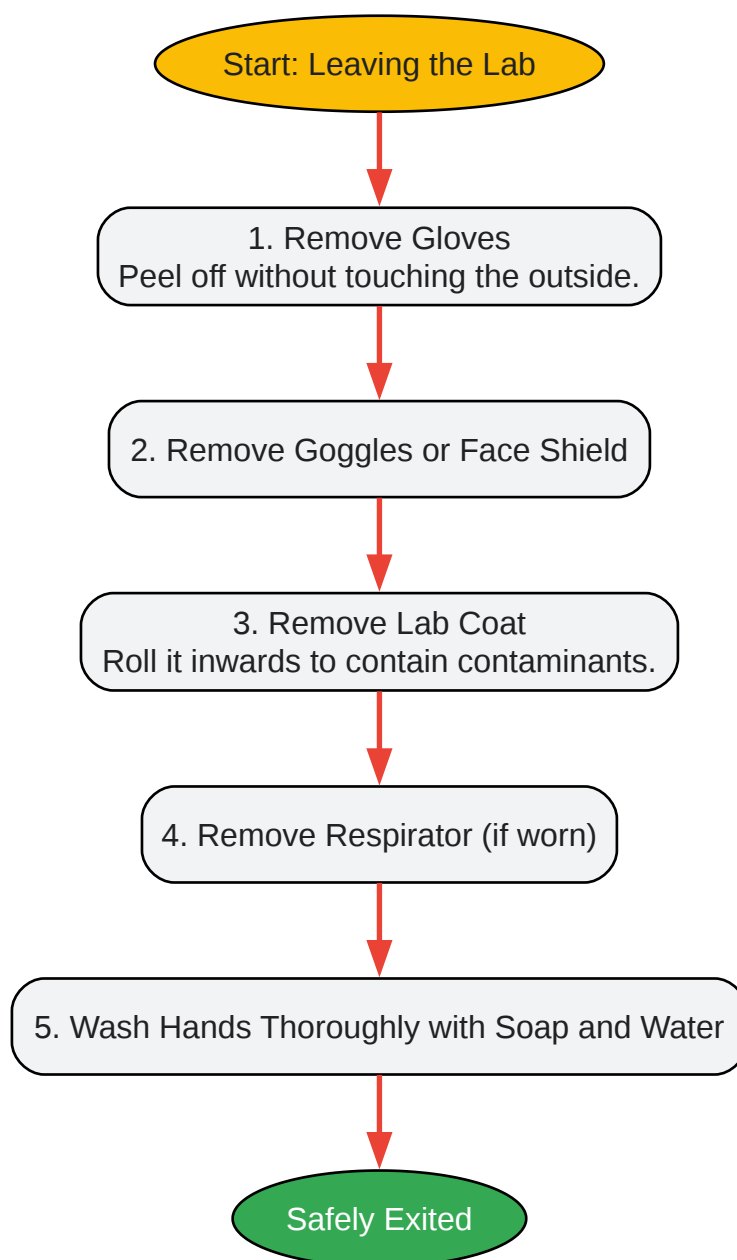 Start: Leaving the Lab
1. Remove Gloves
Peel off without touching the outside.
2. Remove Goggles or Face Shield
3. Remove Lab Coat
Roll it inwards to contain contaminants.
4. Remove Respirator (if worn)
5. Wash Hands Thoroughly with Soap and Water
Safely Exited